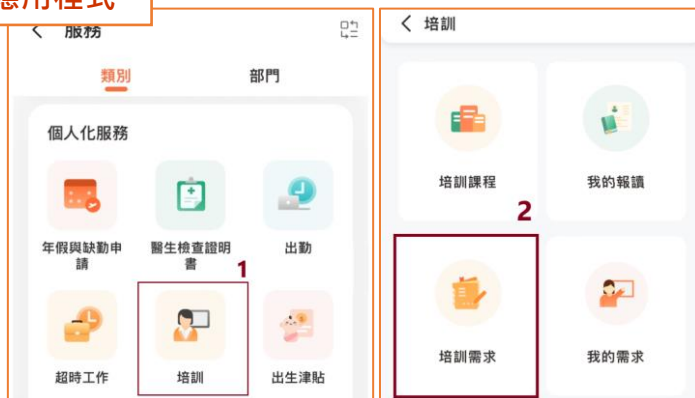 應用程式
服務
類別
部門
個人化服務
年假與缺勤申
請
醫生檢查證明
書
出勤
1
超時工作
培訓
出生津貼
培訓
培訓課程
我的報讀
2
培訓需求
我的需求